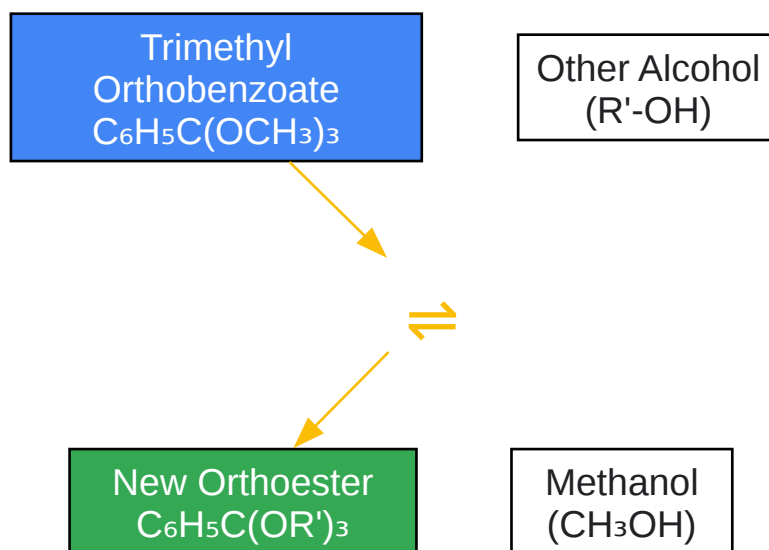 Trimethyl
Orthobenzoate
C₆H₅C(OCH₃)₃
Other Alcohol
(R'-OH)
⇌
New Orthoester
C₆H₅C(OR')₃
Methanol
(CH₃OH)